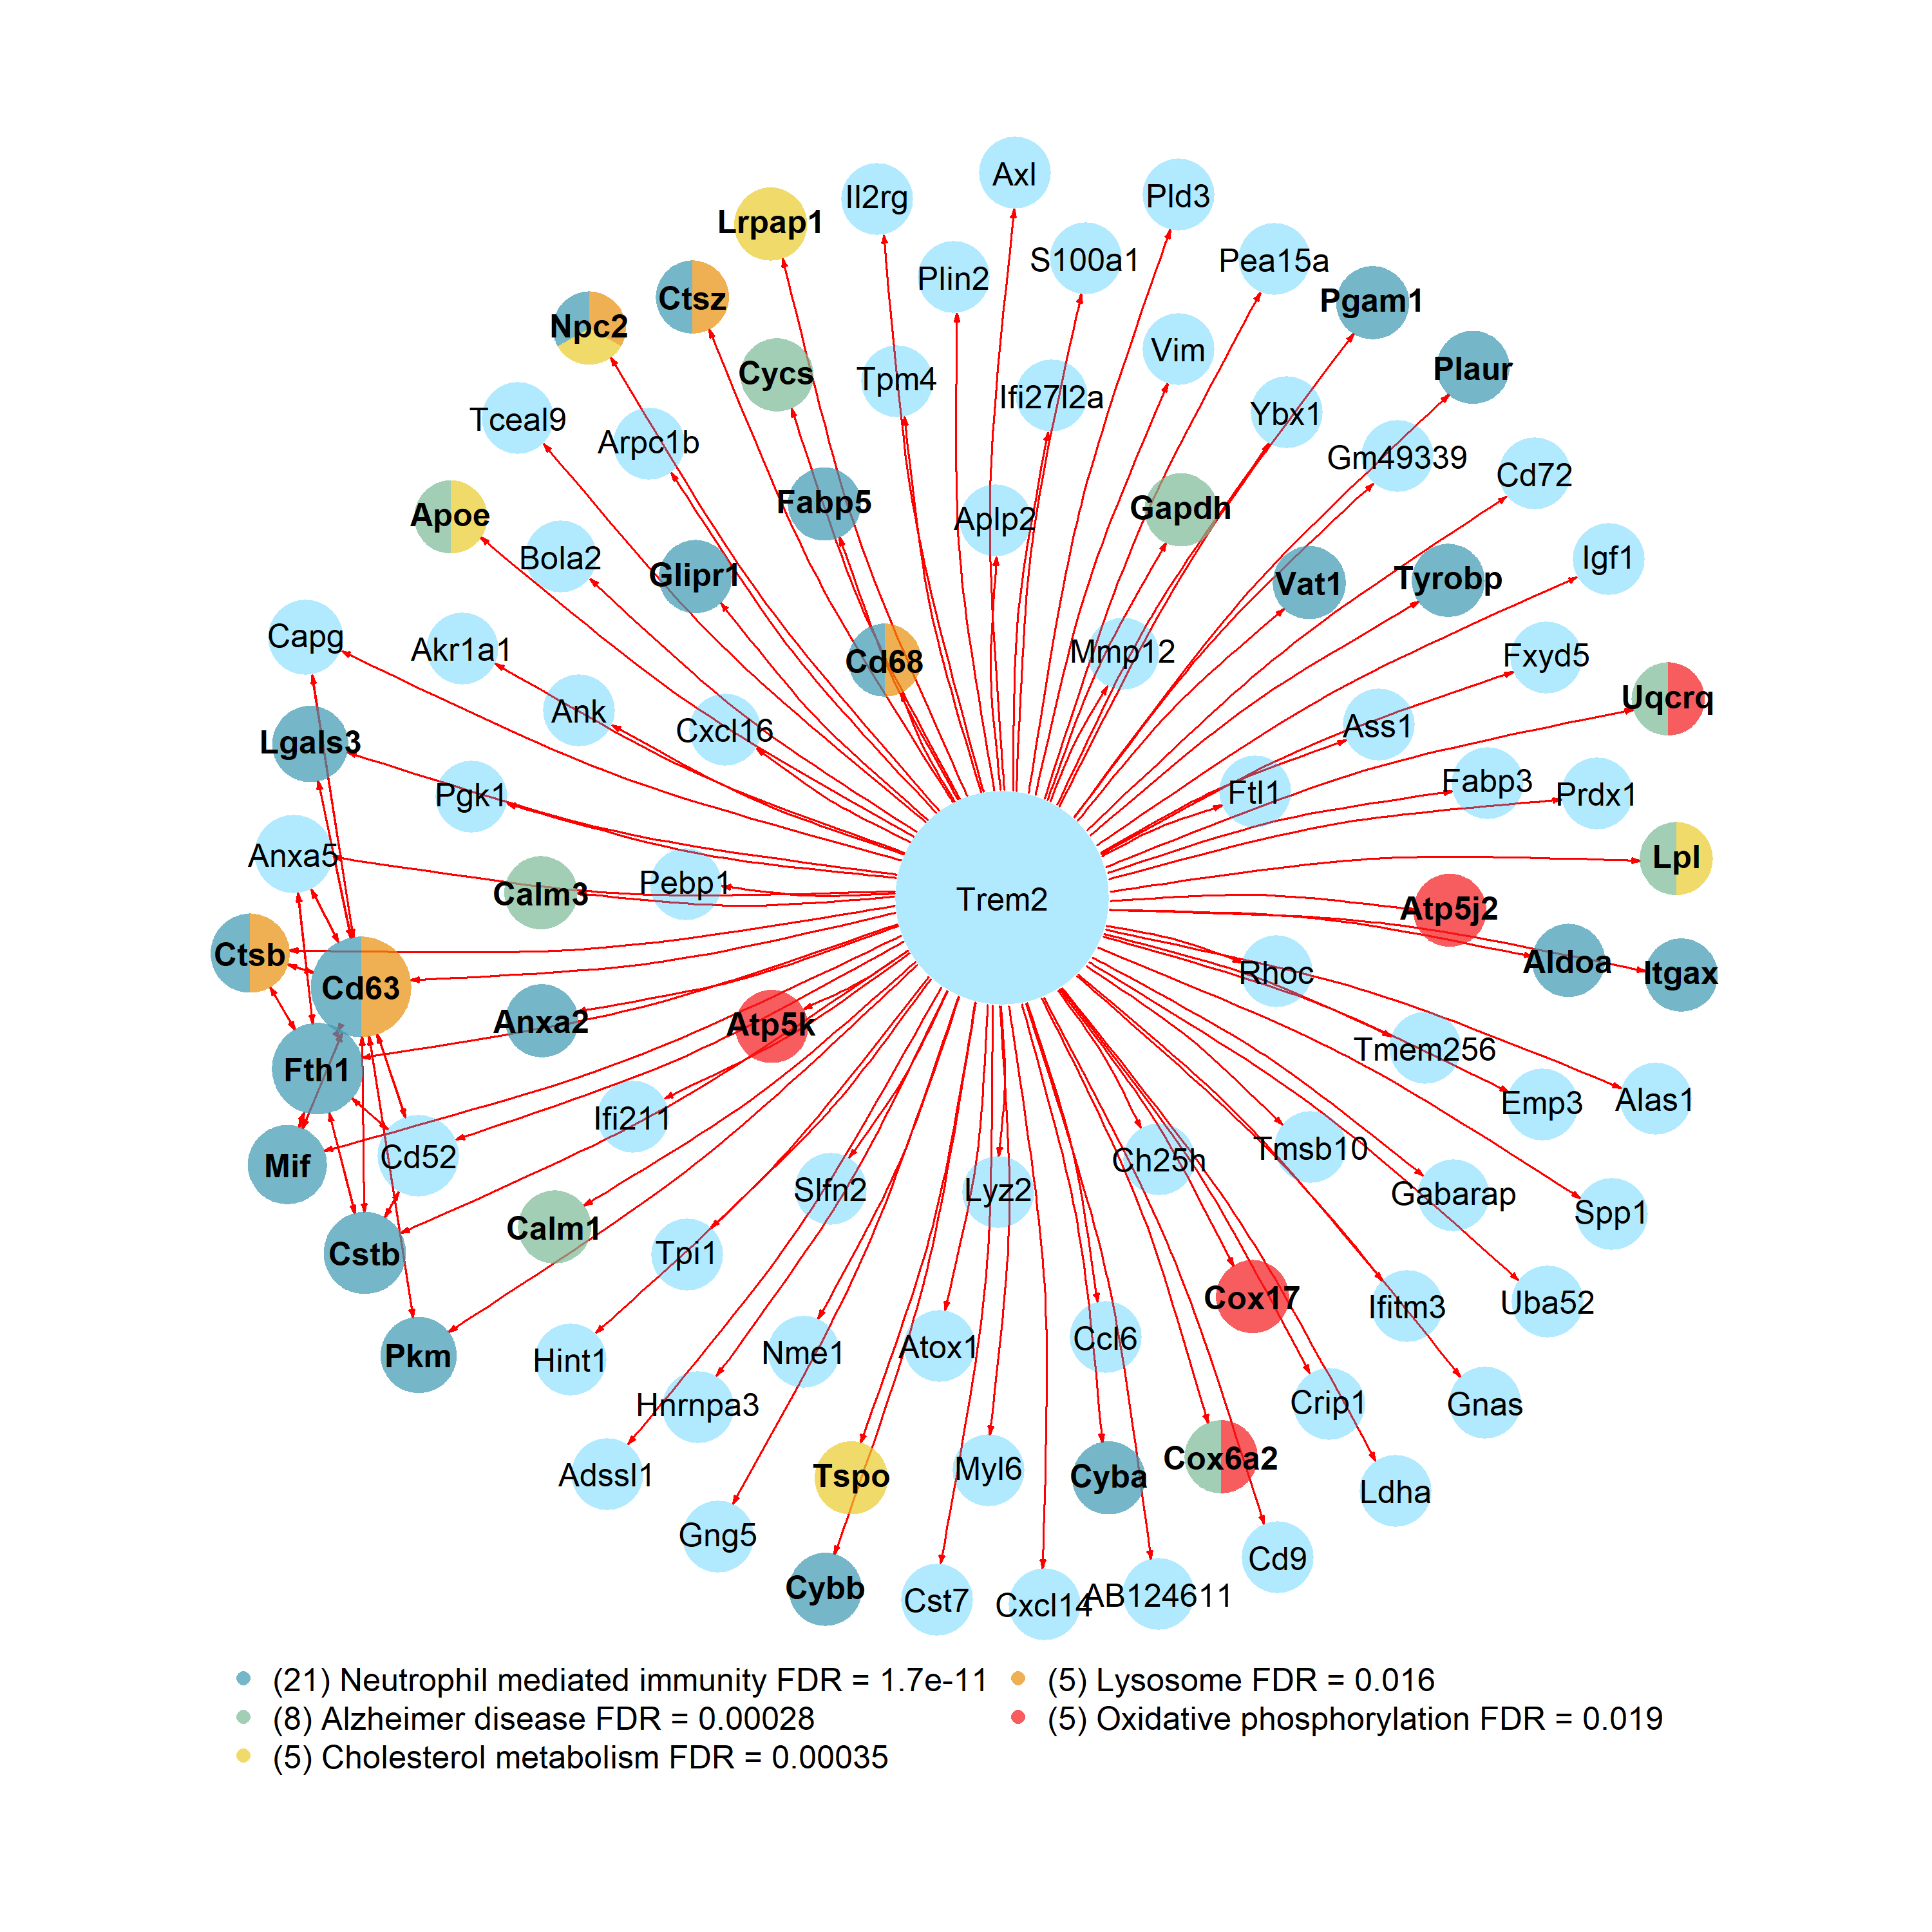 Axl
Il2rg
Pld3
Lrpap1
S100a1
Pea15a
Plin2
Ctsz
Pgam1
Npc2
Vim
Plaur
Cycs
Tpm4
Ifi27l2a
Ybx1
Tceal9
Arpc1b
Gm49339
Cd72
Fabp5
Gapdh
Apoe
Aplp2
Bola2
Igf1
Glipr1
Vat1
Tyrobp
Capg
Akr1a1
Cd68
Mmp12
Fxyd5
Uqcrq
Ank
Cxcl16
Ass1
Lgals3
Pgk1
Ftl1
Fabp3
Prdx1
Anxa5
Lpl
Calm3
Pebp1
Trem2
Atp5j2
Ctsb
Aldoa
Itgax
Cd63
Rhoc
Anxa2
Atp5k
Tmem256
Fth1
Emp3
Alas1
Ifi211
Mif
Cd52
Ch25h
Tmsb10
Slfn2
Lyz2
Gabarap
Spp1
Calm1
Cstb
Tpi1
Cox17
Ifitm3
Uba52
Pkm
Hint1
Nme1
Atox1
Ccl6
Hnrnpa3
Crip1
Gnas
Adssl1
Tspo
Myl6
Cyba
Cox6a2
Ldha
Gng5
Cd9
Cybb
Cst7
Cxcl14
AB124611
(21) Neutrophil mediated immunity FDR = 1.7e-11
(8) Alzheimer disease FDR = 0.00028
(5) Cholesterol metabolism FDR = 0.00035
(5) Lysosome FDR = 0.016
(5) Oxidative phosphorylation FDR = 0.019